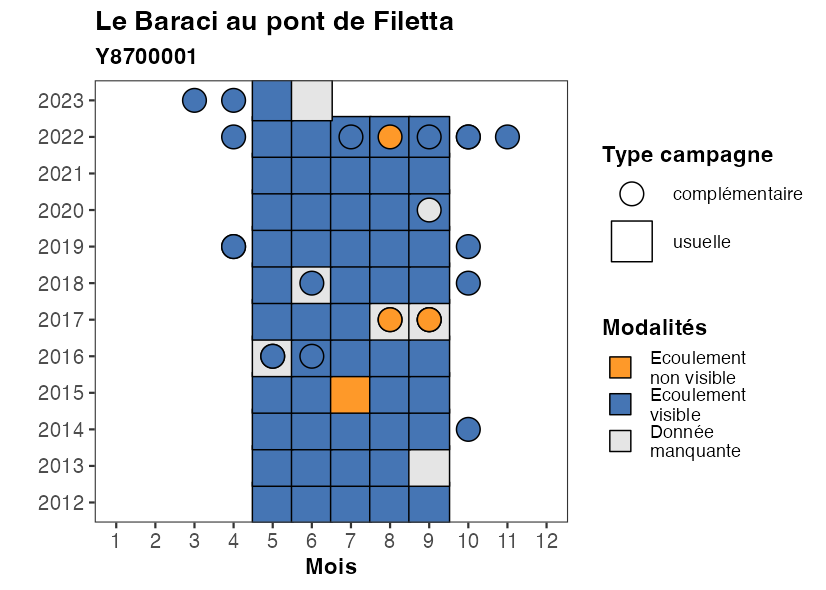 Le Baraci au pont de Filetta
Y8700001
2023
2022
2021
2020
2019
2018
2017
2016
2015
2014
2013
2012
1 2 3 4 5 6 7 8 9 10 11 12
Mois
Type campagne
complémentaire
usuelle
Modalités
Ecoulement
non visible
Ecoulement
visible
Donnée
manquante